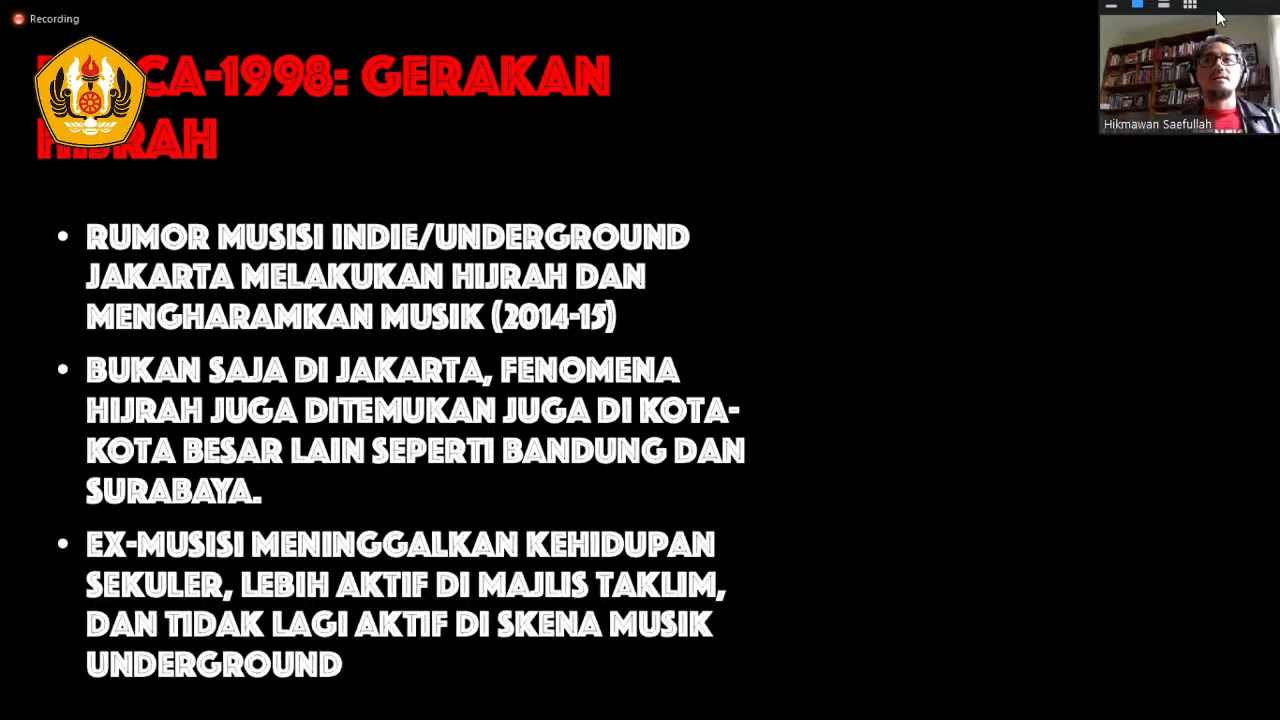 Recording
CA-1998: GERAKAN
HIJRAH
Hikmawan Saefullah
• RUMOR MUSISI INDIE/UNDERGROUND
JAKARTA MELAKUKAN HIJRAH DAN
MENGHARAMKAN MUSIK (2014-15)
• BUKAN SAJA DI JAKARTA, FENOMENA
HIJRAH JUGA DITEMUKAN JUGA DI KOTA-
KOTA BESAR LAIN SEPERTI BANDUNG DAN
SURABAYA.
• EX-MUSISI MENINGGALKAN KEHIDUPAN
SEKULER, LEBIH AKTIF DI MAJLIS TAKLIM,
DAN TIDAK LAGI AKTIF DI SKENA MUSIK
UNDERGROUND